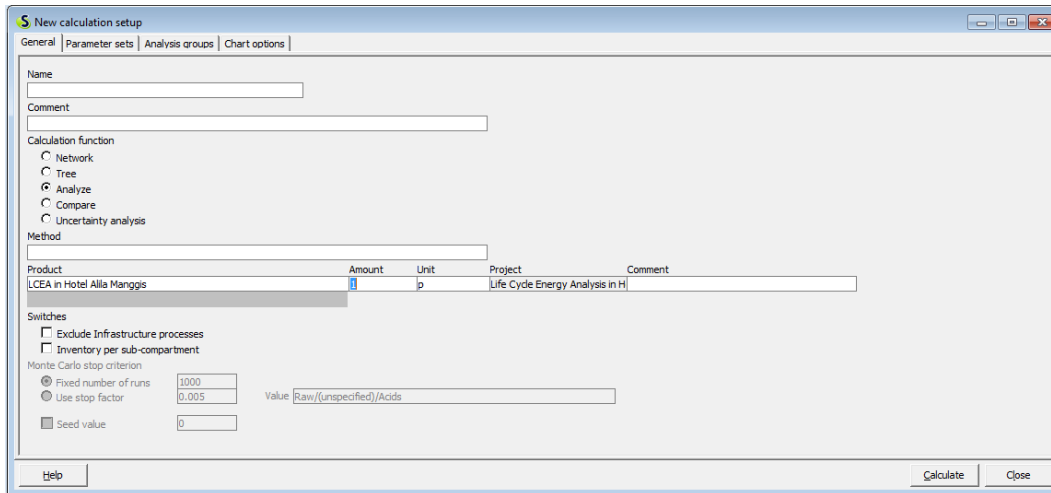 S New calculation setup
General Parameter sets Analysis groups Chart options
Name
Comment
Calculation function
Network
Tree
Analyze
Compare
Uncertainty analysis
Method
Product Amount Unit Project Comment
LCEA in Hotel Alila Manggis 1 p Life Cycle Energy Analysis in H
Switches
Exclude Infrastructure processes
Inventory per sub-compartment
Monte Carlo stop criterion
Fixed number of runs 1000
Use stop factor 0.005 Value Raw/(unspecified)/Acids
Seed value 0
Help Calculate Close